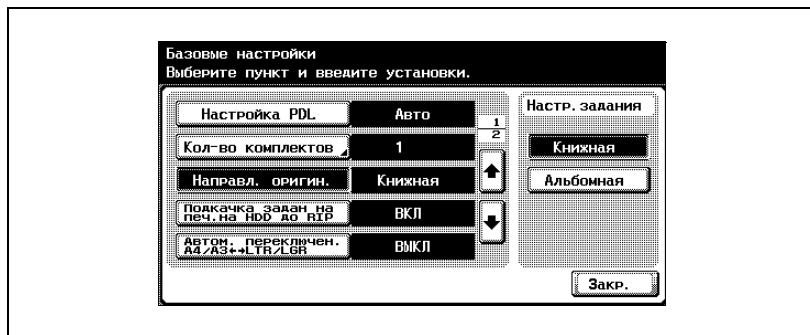 Базовые настройки
Выберите пункт и введите установки.
Настройка PDL Авто
Кол-во комплектов 1
Направл. оригин. Книжная
Подкачка задан на
печ.на HDD до RIP ВКЛ
Автом. переключен.
A4/A3↔LTR/LGR ВЫКЛ
1
2
Настр.задания
Книжная
Альбомная
Закр.